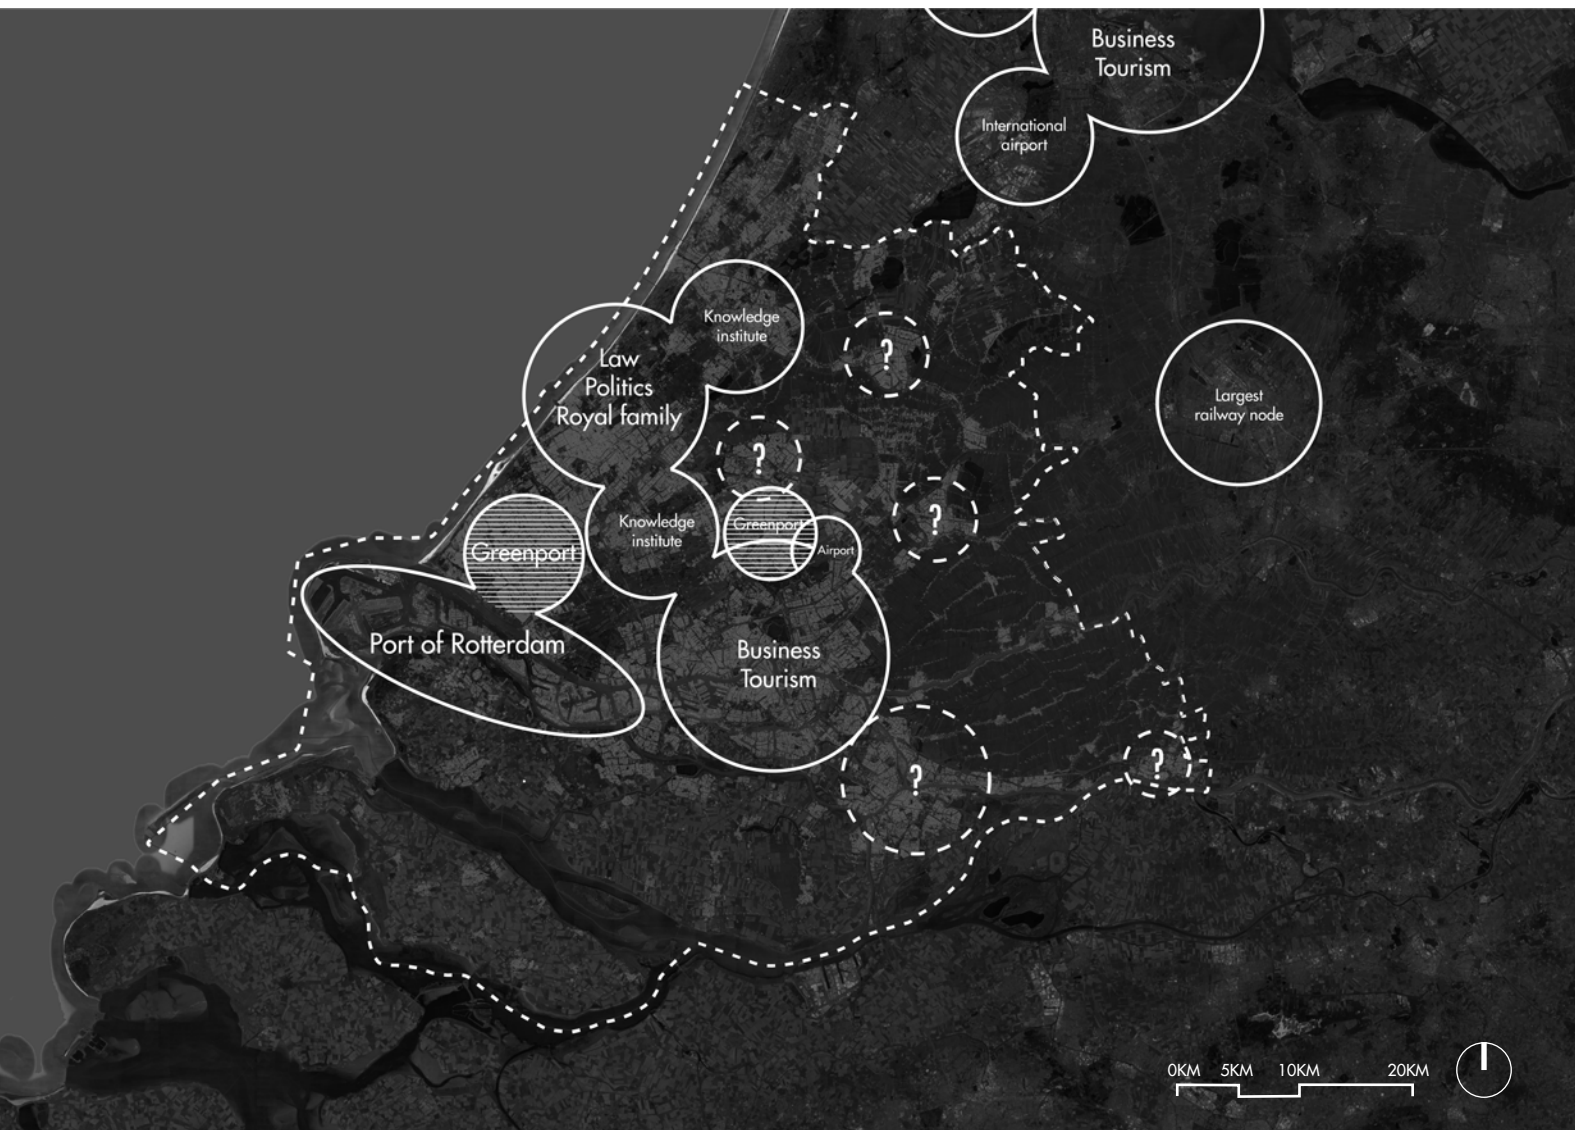 Business
Tourism
International
airport
Knowledge
institute
Law
Politics
Royal family
?
Largest
railway node
?
Greenport
Knowledge
institute
Greenport
Airport
?
Port of Rotterdam
Business
Tourism
?
?
0KM 5KM 10KM 20KM